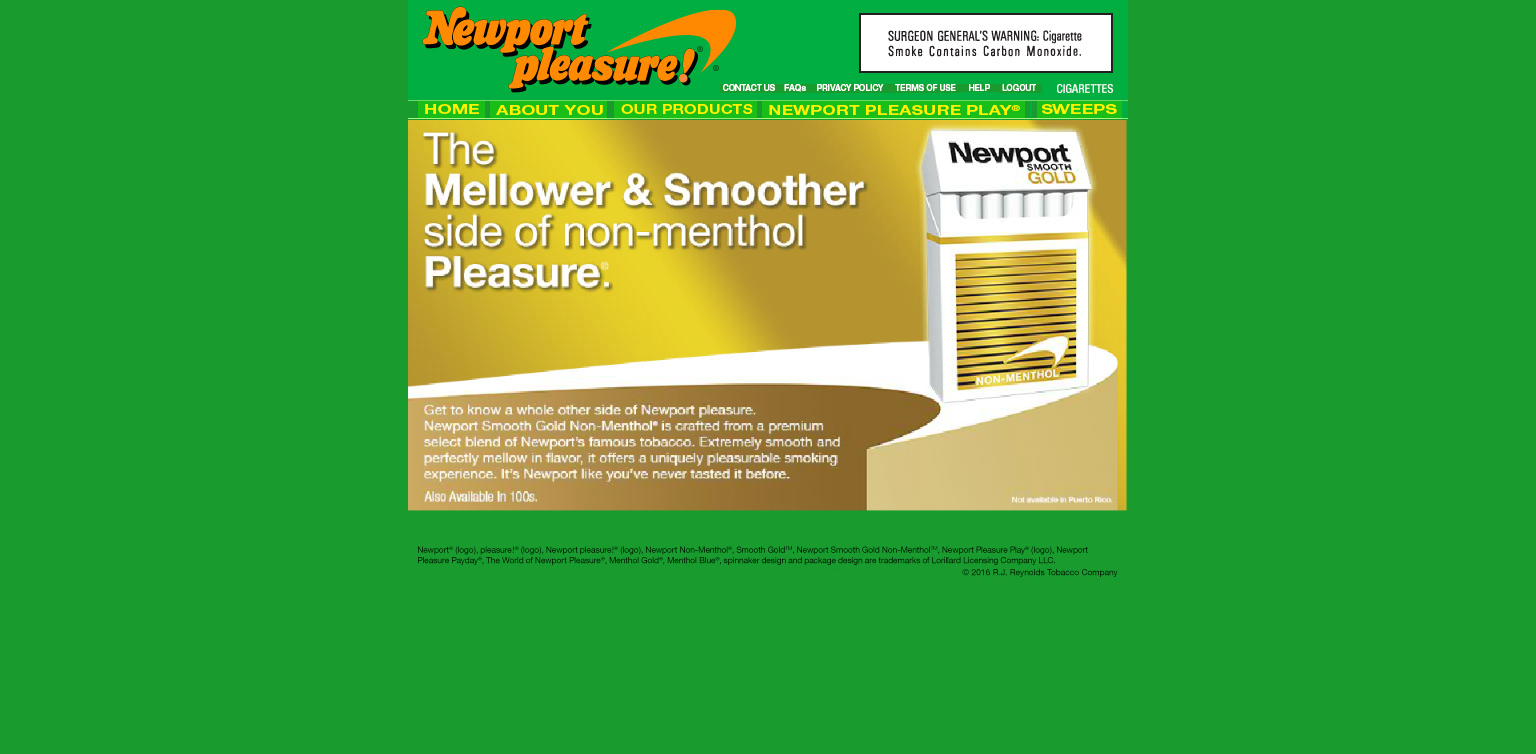 Newport
pleasure!®
®
SURGEON GENERAL'S WARNING: Cigarette
Smoke Contains Carbon Monoxide.
CONTACT US FAQs PRIVACY POLICY TERMS OF USE HELP LOGOUT CIGARETTES
HOME ABOUT YOU OUR PRODUCTS NEWPORT PLEASURE PLAY® SWEEPS
The
Mellower & Smoother
side of non-menthol
Pleasure®.
Newport
SMOOTH
GOLD
NON-MENTHOL
Get to know a whole other side of Newport pleasure.
Newport Smooth Gold Non-Menthol® is crafted from a premium
select blend of Newport's famous tobacco. Extremely smooth and
perfectly mellow in flavor, it offers a uniquely pleasurable smoking
experience. It's Newport like you've never tasted it before.
Also Available In 100s.
Not available in Puerto Rico.
Newport® (logo), pleasure!® (logo), Newport pleasure!® (logo), Newport Non-Menthol®, Smooth Gold™, Newport Smooth Gold Non-Menthol™, Newport Pleasure Play® (logo), Newport
Pleasure Payday®, The World of Newport Pleasure®, Menthol Gold®, Menthol Blue®, spinnaker design and package design are trademarks of Lorillard Licensing Company LLC.
© 2016 R.J. Reynolds Tobacco Company